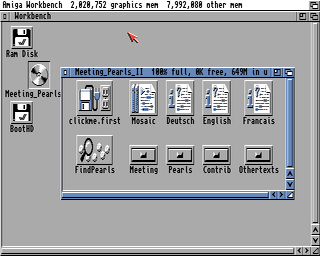 Amiga Workbench 2,020,752 graphics mem 7,992,080 other mem
Workbench
Ram Disk
Meeting_Pearls
BootHD
Meeting_Pearls_II 100% full, 0K free, 649M in u
clickme.first Mosaic Deutsch English Francais
FindPearls Meeting Pearls Contrib Othertexts